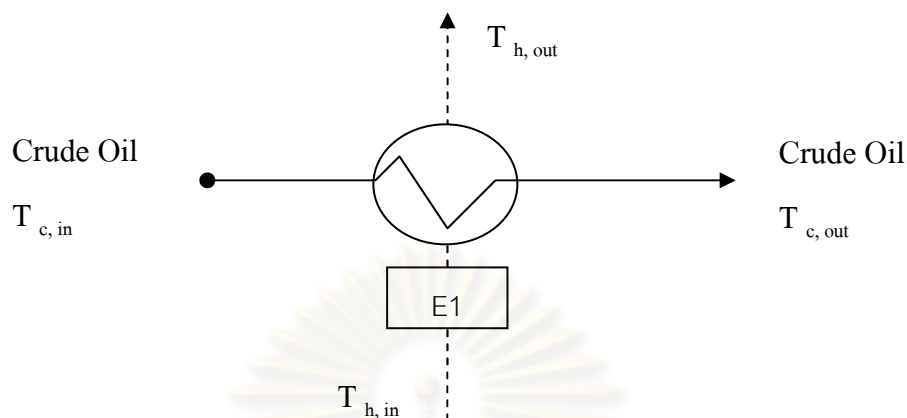 T h, out
Crude Oil
T c, in
Crude Oil
T c, out
E1
T h, in